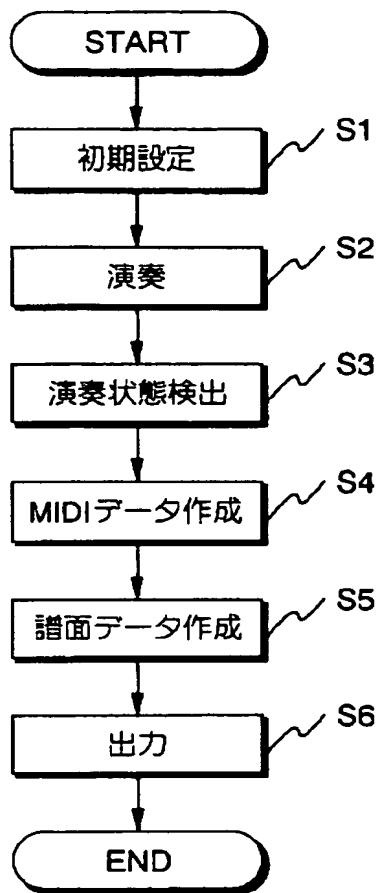 START
初期設定
S1
演奏
S2
演奏状態検出
S3
MIDIデータ作成
S4
譜面データ作成
S5
出力
S6
END